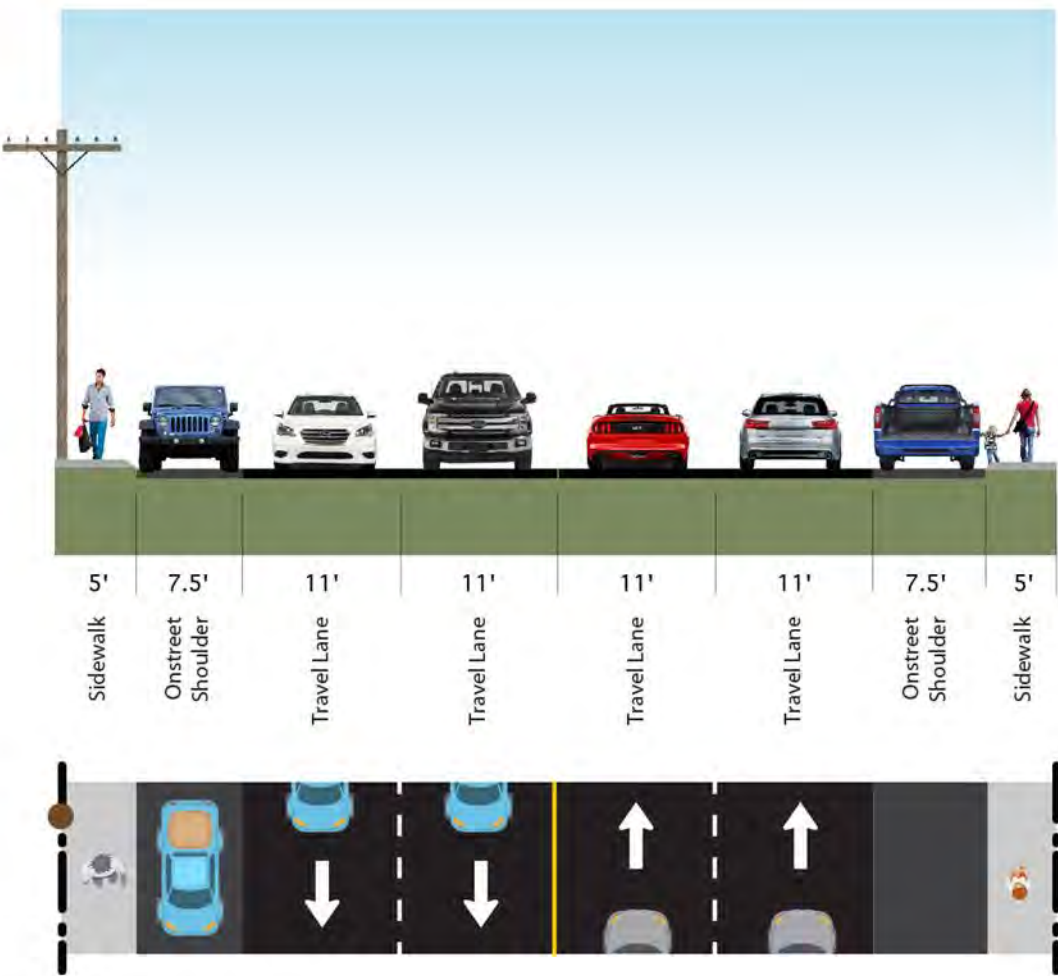 5' 7.5' 11' 11' 11' 11' 7.5' 5'
Sidewalk
Onstreet
Shoulder
Travel Lane
Travel Lane
Travel Lane
Travel Lane
Onstreet
Shoulder
Sidewalk